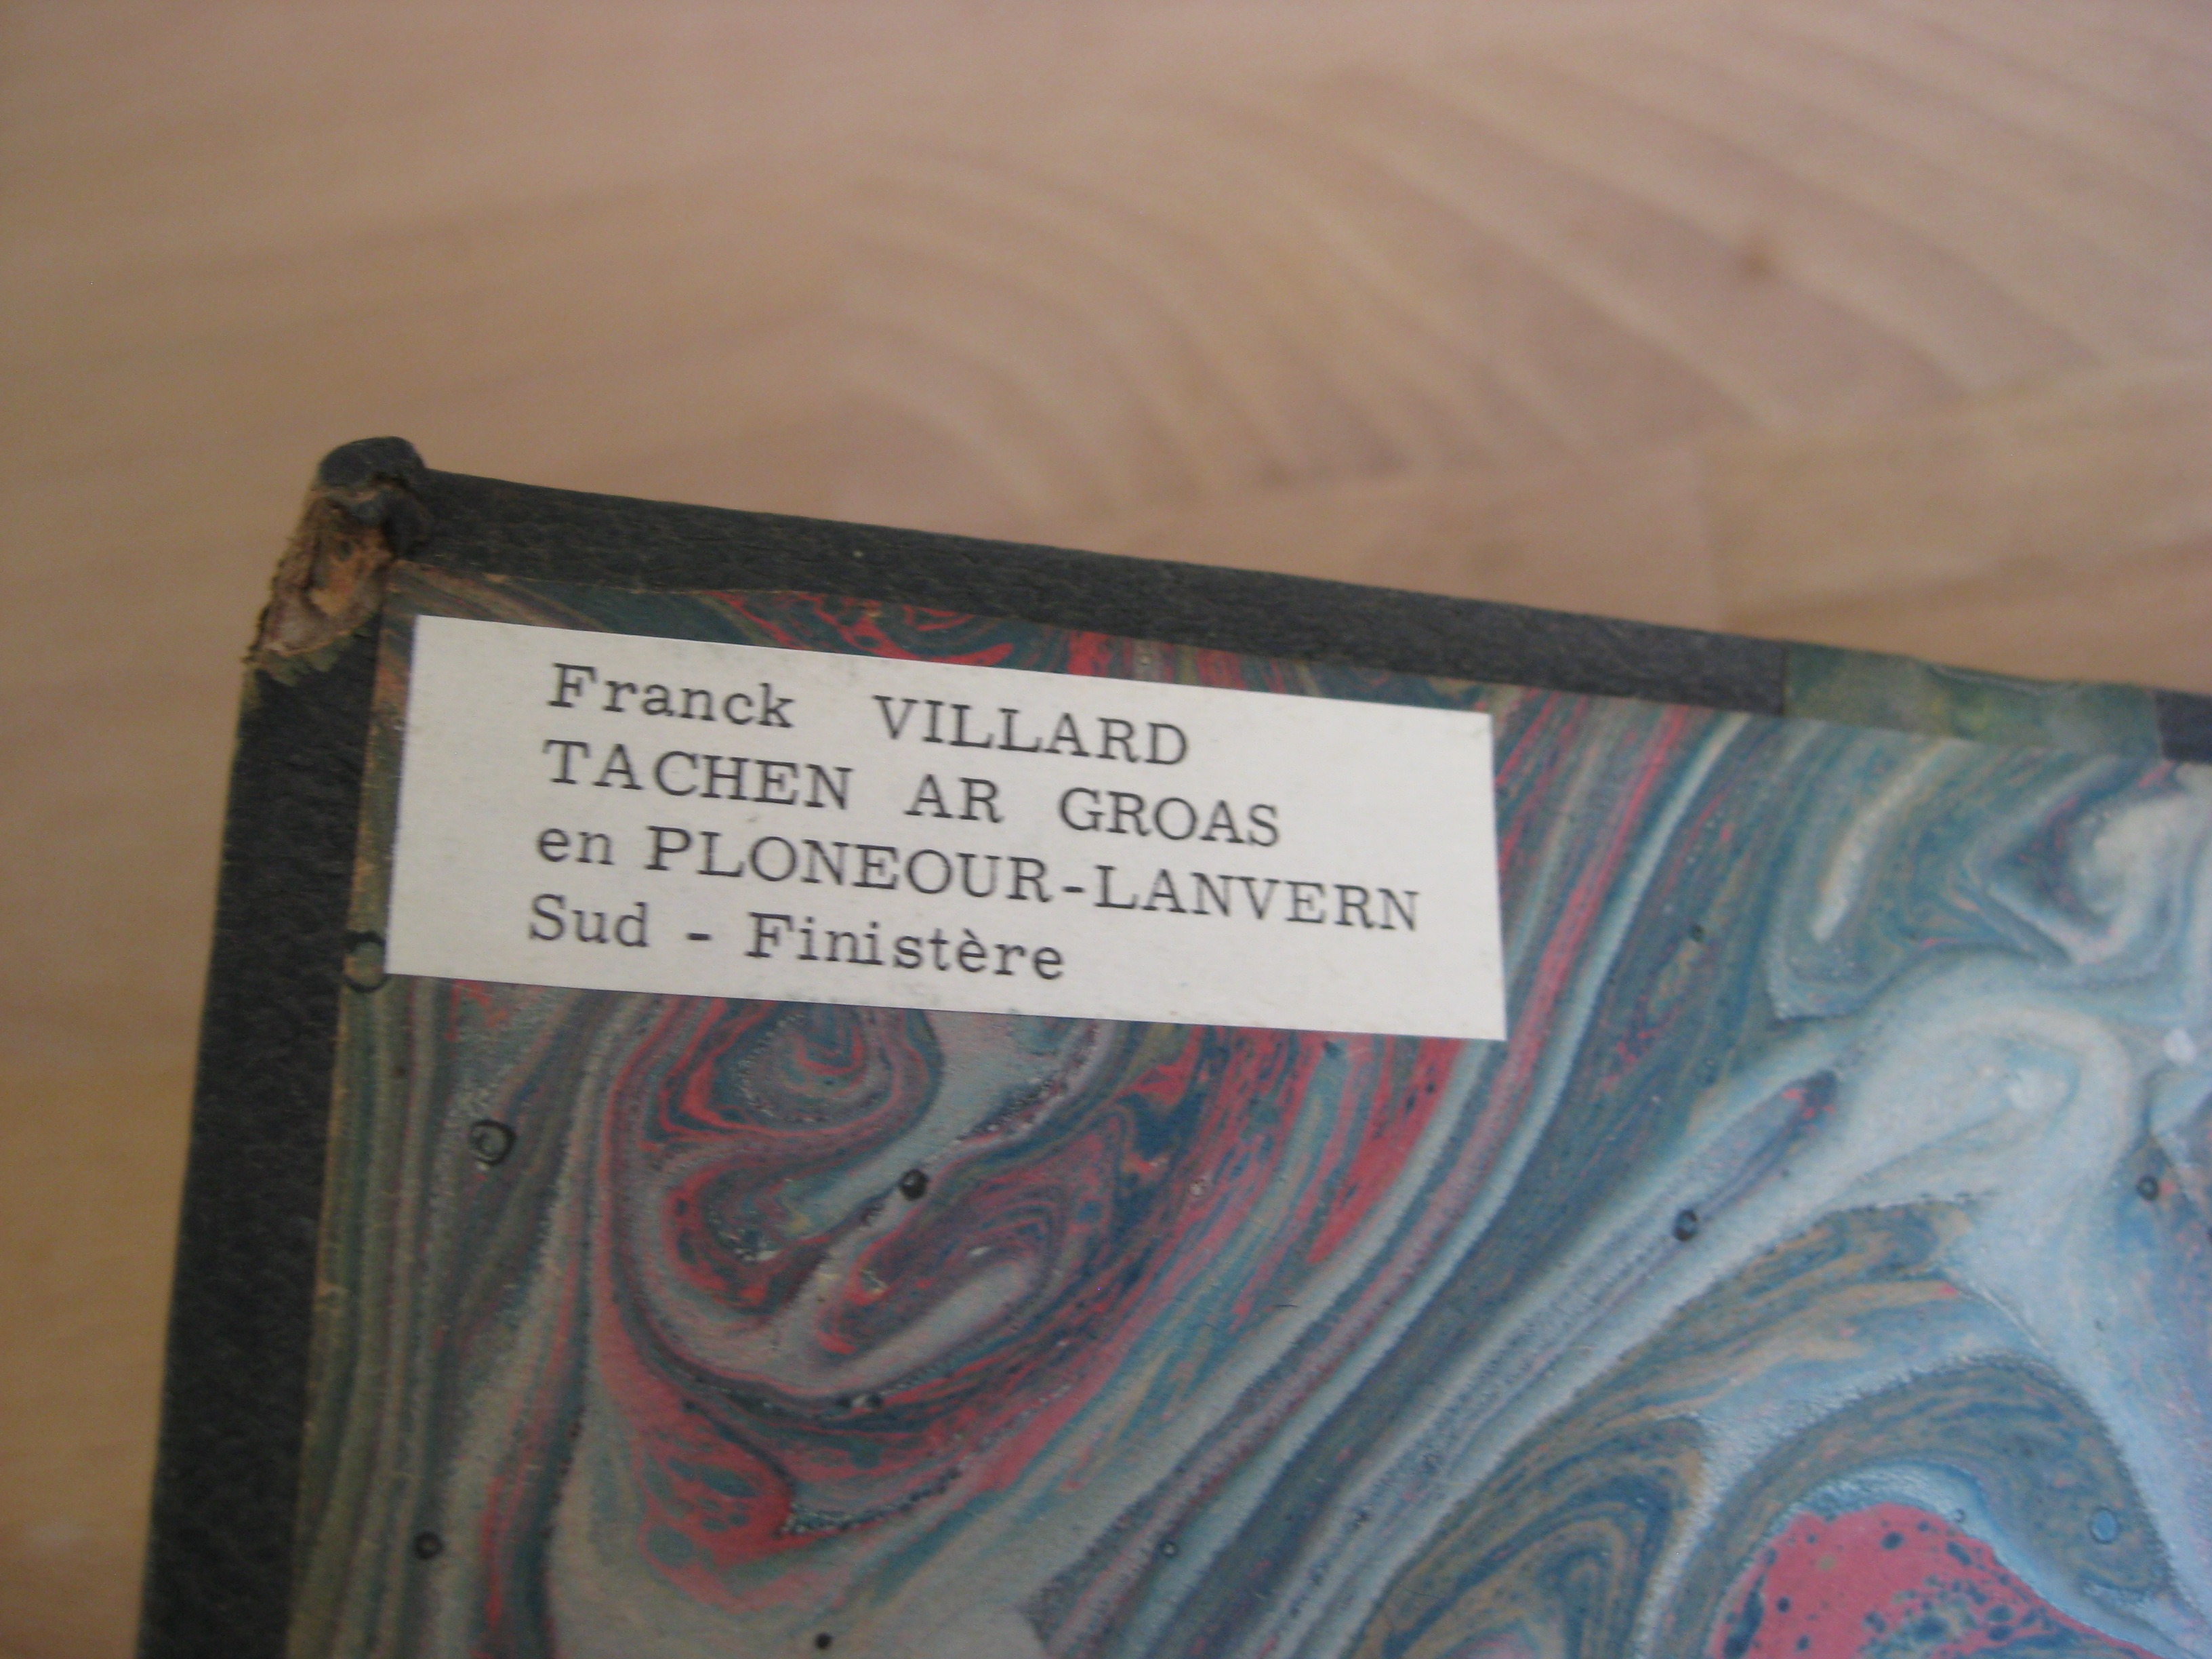 Franck VILLARD
TACHEN AR GROAS
en PLONEOUR-LANVERN
Sud - Finistère